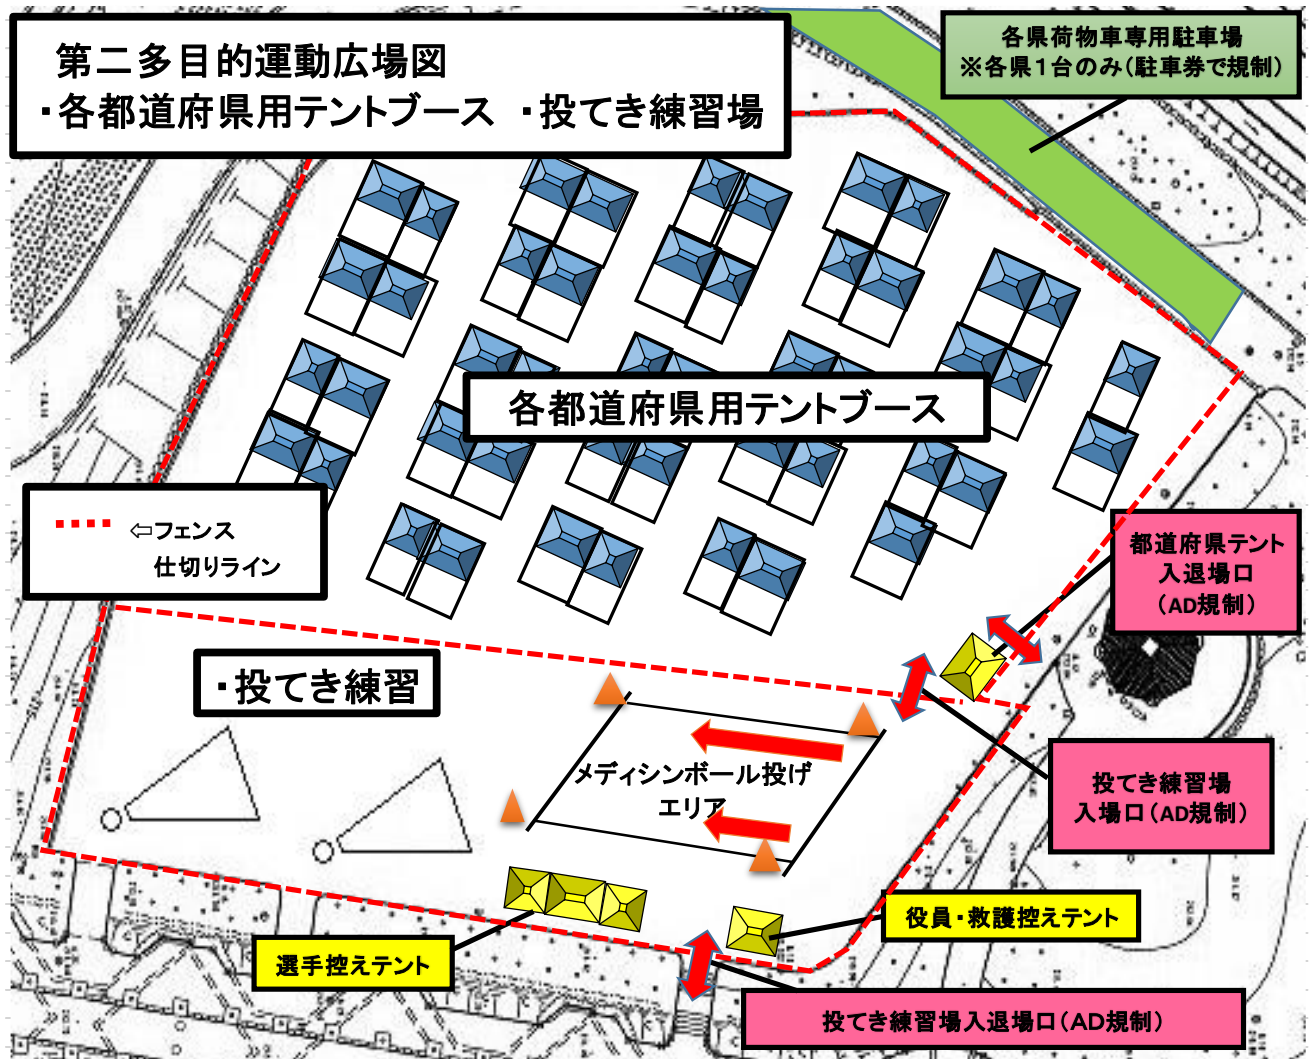 第二多目的運動広場図
・各都道府県用テントブース ・投てき練習場
各県荷物車専用駐車場
※各県１台のみ（駐車券で規制）
各都道府県用テントブース
⇦フェンス
仕切りライン
都道府県テント
入退場口
（AD規制）
・投てき練習
メディシンボール投げ
エリア
投てき練習場
入場口（AD規制）
役員・救護控えテント
選手控えテント
投てき練習場入退場口（AD規制）